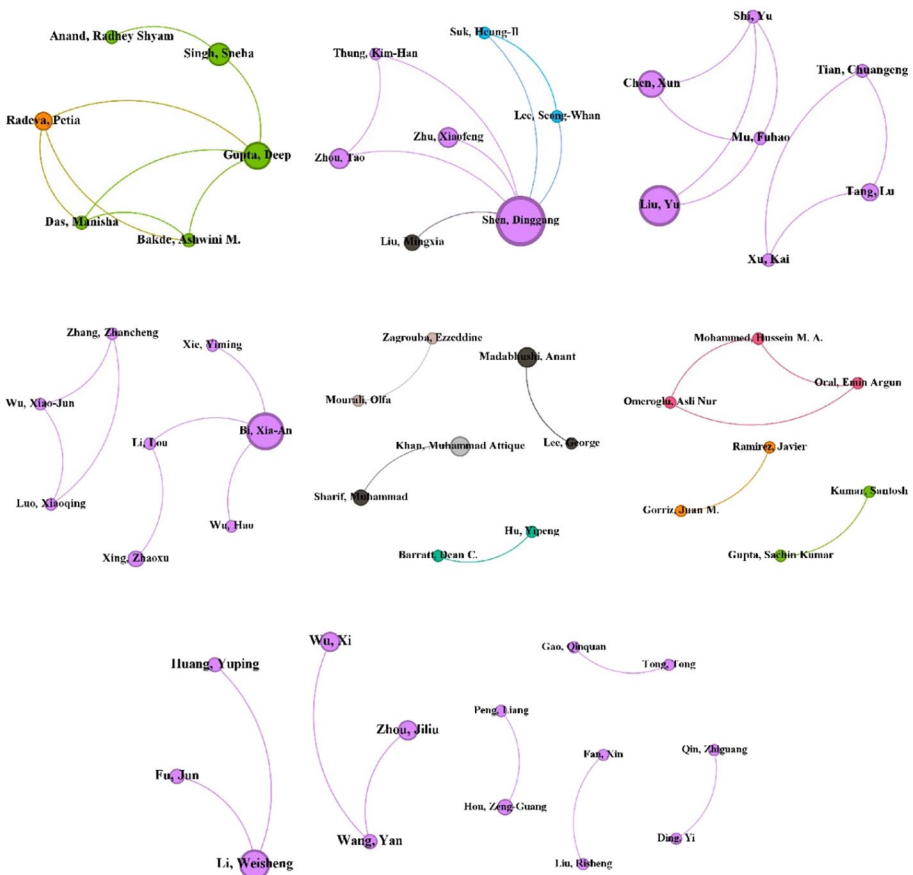 Anand, Radhey Shyam
Singh, Sneha
Radeva, Petia
Gupta, Deep
Das, Manisha
Bakde, Ashwini M.
Suk, Heung-Il
Thung, Kim-Han
Lee, Seong-Whan
Zhu, Xiaofeng
Zhou, Tao
Shen, Dinggang
Liu, Mingxia
Shi, Yu
Tian, Chuangeng
Chen, Xun
Mu, Fuhao
Liu, Yu
Tang, Lu
Xu, Kai
Zhang, Zhancheng
Xie, Yiming
Wu, Xiao-Jun
Li, Lou
Bi, Xia-An
Luo, Xiaoqing
Wu, Hao
Xing, Zhaoxu
Zagrouba, Ezzeddine
Madabhushi, Anant
Mourali, Olfa
Khan, Muhammad Attique
Lee, George
Sharif, Muhammad
Hu, Yipeng
Barratt, Dean C.
Mohammed, Hussein M. A.
Oral, Emin Argun
Omeroglu, Asli Nur
Ramirez, Javier
Gorriz, Juan M.
Kumar, Santosh
Gupta, Sachin Kumar
Huang, Yuping
Fu, Jun
Li, Weisheng
Wu, Xi
Zhou, Jiliu
Wang, Yan
Gao, Qinquan
Tong, Tong
Peng, Liang
Hou, Zeng-Guang
Fan, Xin
Liu, Risheng
Qin, Zhiguang
Ding, Yi